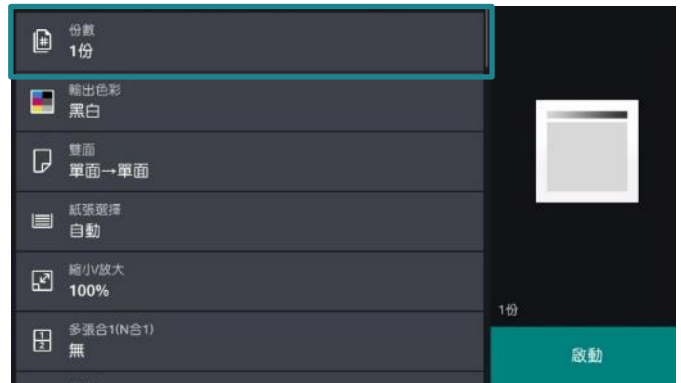 份數
1份
輸出色彩
黑白
雙面
單面→單面
紙張選擇
自動
縮小/放大
100%
多張合1(N合1)
無
1份
啟動